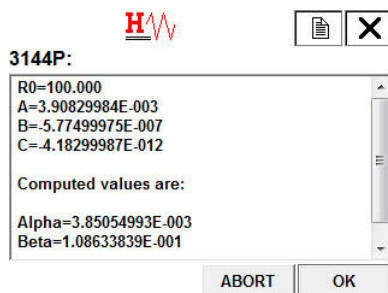 H
3144P:
R0=100.000
A=3.90829984E-003
B=-5.77499975E-007
C=-4.18299987E-012
Computed values are:
Alpha=3.85054993E-003
Beta=1.08633839E-001
ABORT OK